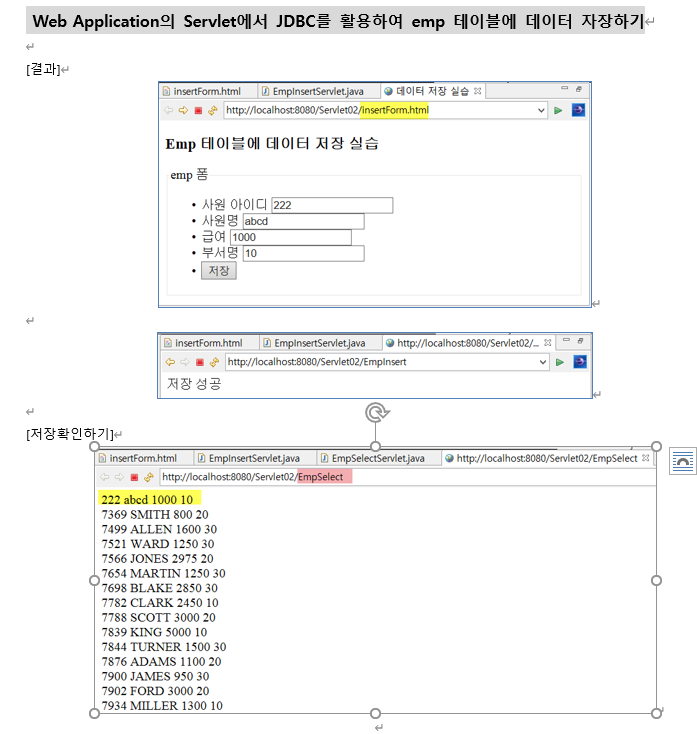 Web Application의 Servlet에서 JDBC를 활용하여 emp 테이블에 데이터 자장하기
[결과]
insertForm.html EmpInsertServlet.java 데이터 저장 실습
http://localhost:8080/Servlet02/insertForm.html
Emp 테이블에 데이터 저장 실습
emp 폼
• 사원 아이디 222
• 사원명 abcd
• 급여 1000
• 부서명 10
• 저장
insertForm.html EmpInsertServlet.java http://localhost:8080/Servlet02/...
http://localhost:8080/Servlet02/EmpInsert
저장 성공
[저장확인하기]
insertForm.html EmpInsertServlet.java EmpSelectServlet.java http://localhost:8080/Servlet02/EmpSelect
http://localhost:8080/Servlet02/EmpSelect
222 abcd 1000 10
7369 SMITH 800 20
7499 ALLEN 1600 30
7521 WARD 1250 30
7566 JONES 2975 20
7654 MARTIN 1250 30
7698 BLAKE 2850 30
7782 CLARK 2450 10
7788 SCOTT 3000 20
7839 KING 5000 10
7844 TURNER 1500 30
7876 ADAMS 1100 20
7900 JAMES 950 30
7902 FORD 3000 20
7934 MILLER 1300 10